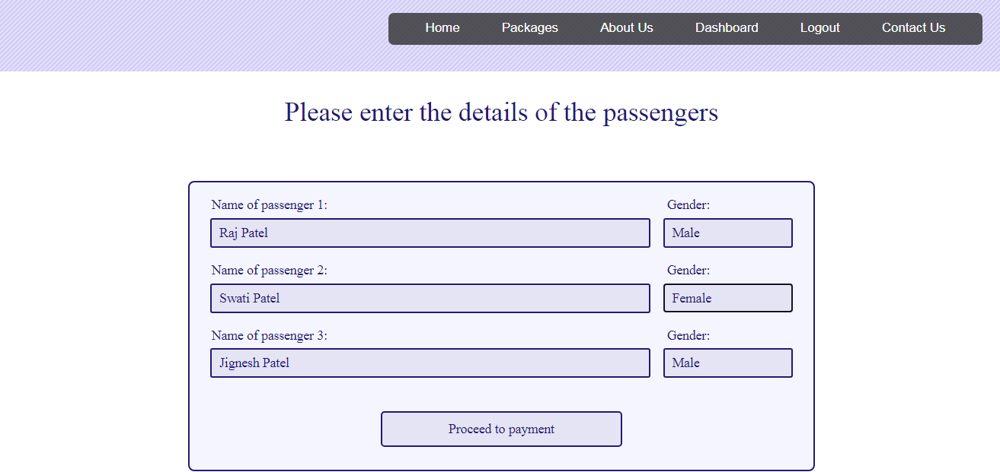 Home Packages About Us Dashboard Logout Contact Us
Please enter the details of the passengers
Name of passenger 1: Gender:
Raj Patel Male
Name of passenger 2: Gender:
Swati Patel Female
Name of passenger 3: Gender:
Jignesh Patel Male
Proceed to payment